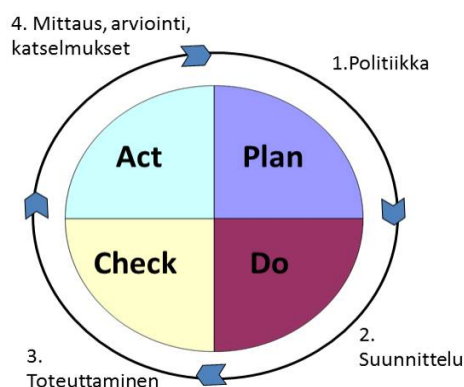 4. Mittaus, arviointi,
katselmukset
1.Politiikka
Act
Plan
Check
Do
2.
Suunnittelu
3.
Toteuttaminen